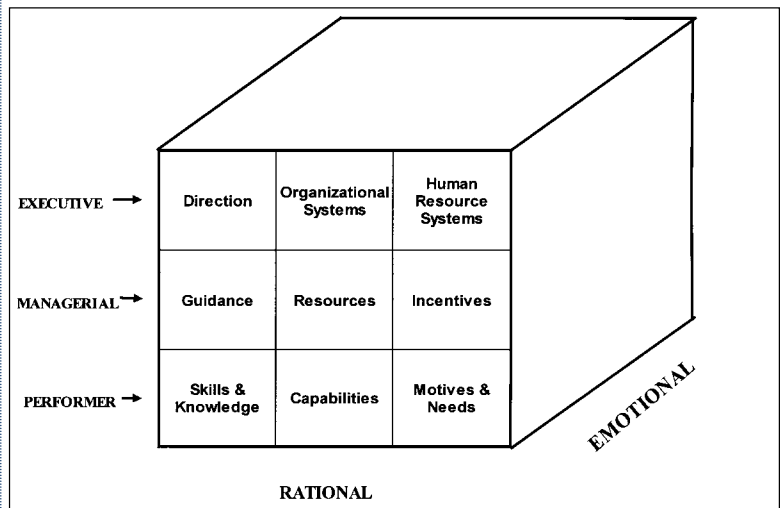 EXECUTIVE
Direction
Organizational
Systems
Human
Resource
Systems
MANAGERIAL
Guidance
Resources
Incentives
PERFORMER
Skills &
Knowledge
Capabilities
Motives &
Needs
EMOTIONAL
RATIONAL